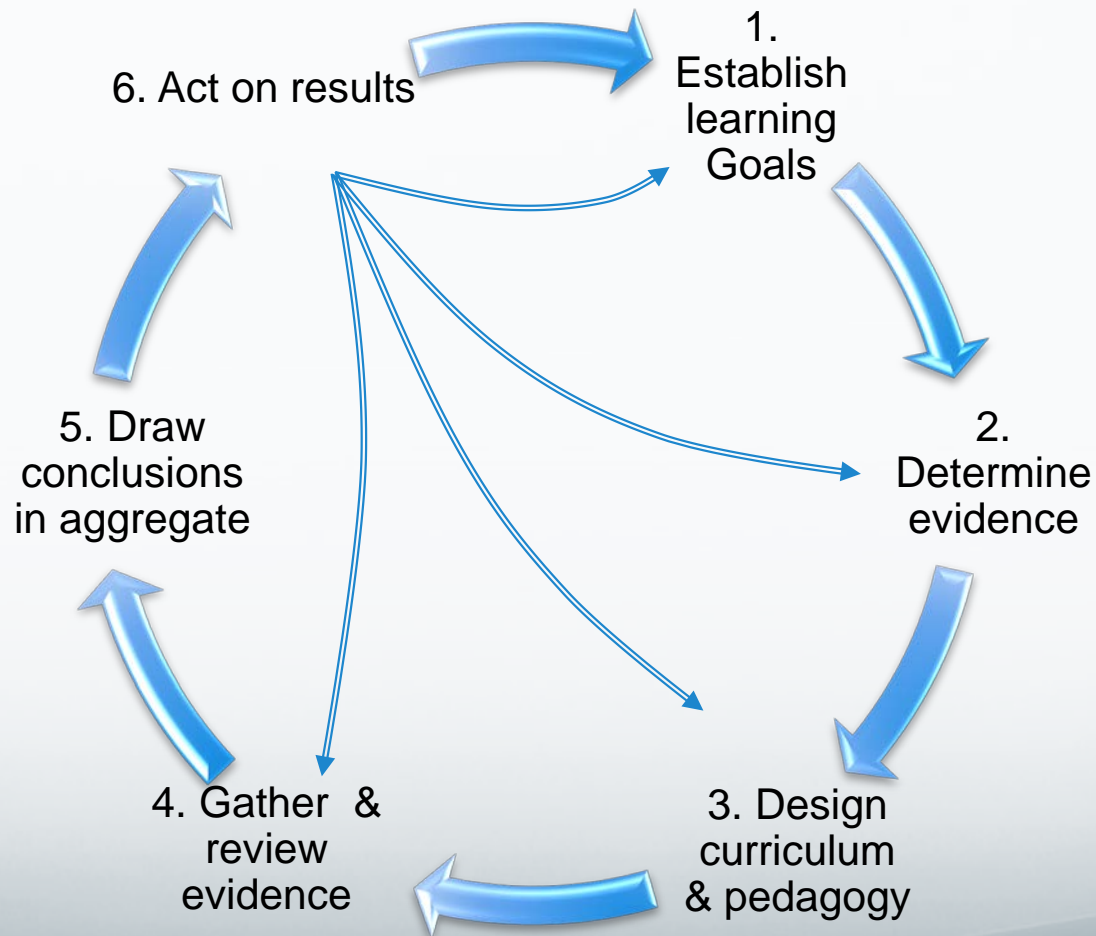 1.
Establish
learning
Goals
2.
Determine
evidence
3. Design
curriculum
& pedagogy
4. Gather & 
review
evidence
5. Draw
conclusions
in aggregate
6. Act on results